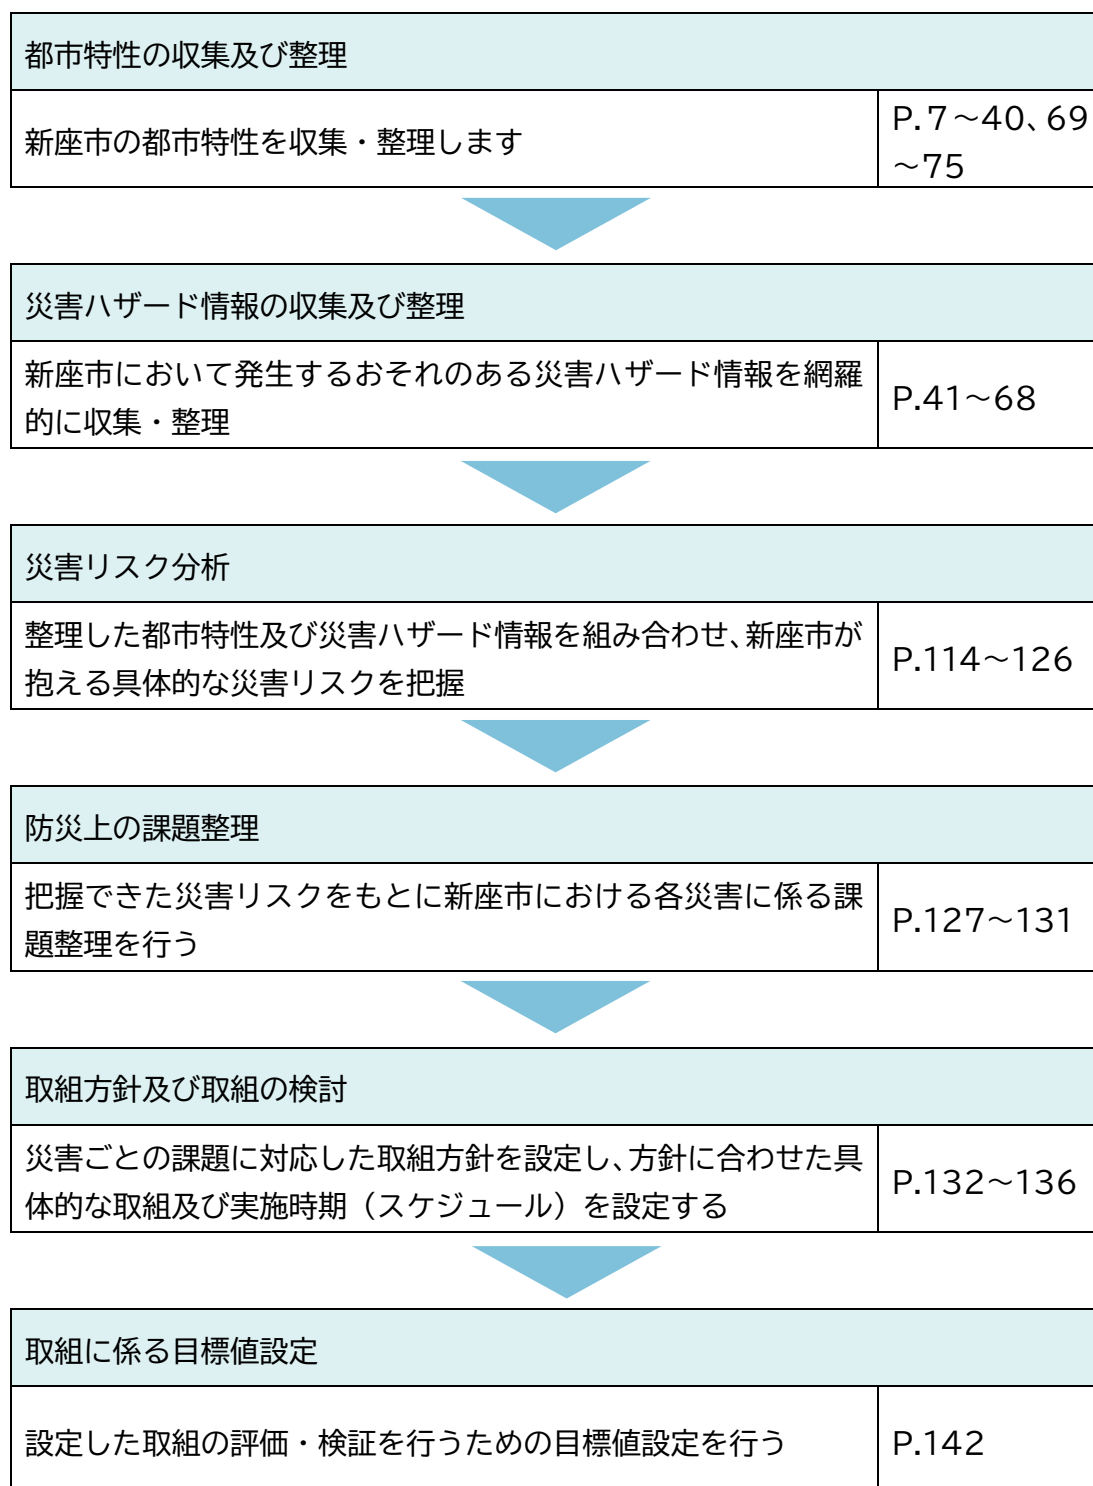 都市特性の収集及び整理
新座市の都市特性を収集・整理します
P.7～40、69
～75
災害ハザード情報の収集及び整理
新座市において発生するおそれのある災害ハザード情報を網羅
的に収集・整理
P.41～68
災害リスク分析
整理した都市特性及び災害ハザード情報を組み合わせ、新座市が
抱える具体的な災害リスクを把握
P.114～126
防災上の課題整理
把握できた災害リスクをもとに新座市における各災害に係る課
題整理を行う
P.127～131
取組方針及び取組の検討
災害ごとの課題に対応した取組方針を設定し、方針に合わせた具
体的な取組及び実施時期（スケジュール）を設定する
P.132～136
取組に係る目標値設定
設定した取組の評価・検証を行うための目標値設定を行う
P.142